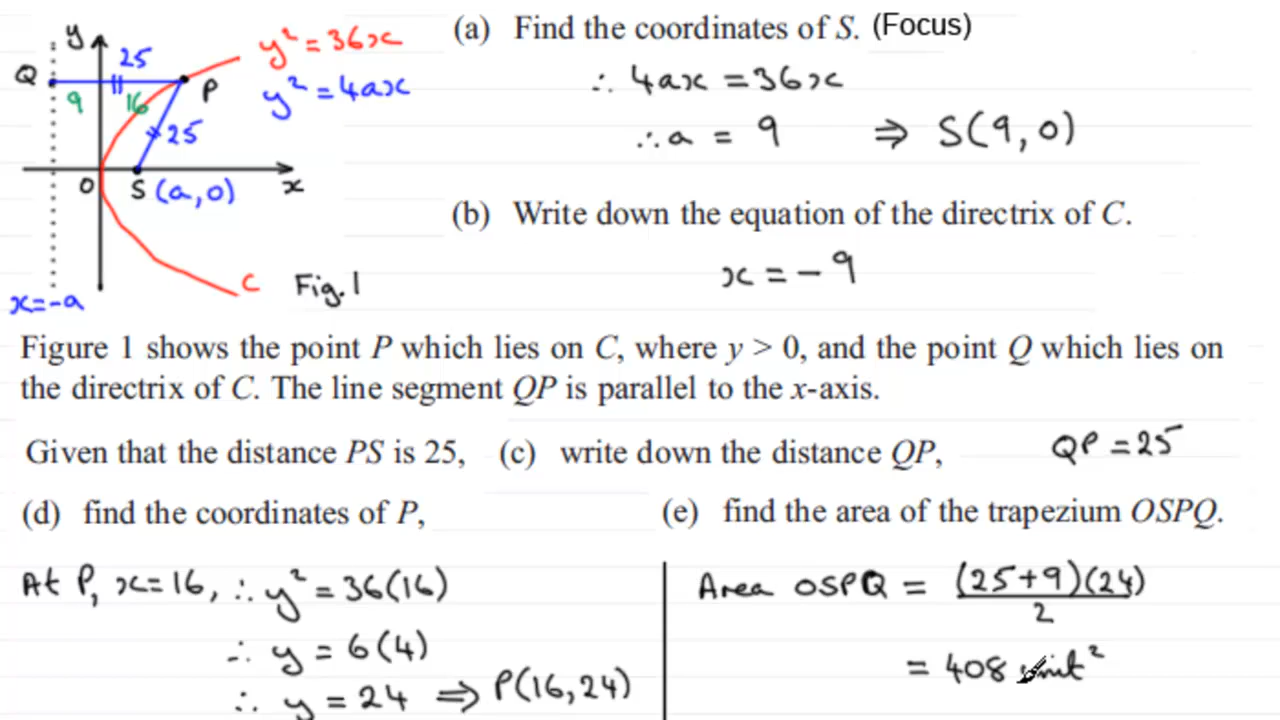 y
25
y² = 36x
Q
P
y² = 4ax
9
16
25
O
S (a, 0)
x
C
Fig. 1
x = -a
(a) Find the coordinates of S. (Focus)
∴ 4ax = 36x
∴ a = 9 ⇒ S(9, 0)
(b) Write down the equation of the directrix of C.
x = -9
Figure 1 shows the point P which lies on C, where y > 0, and the point Q which lies on
the directrix of C. The line segment QP is parallel to the x-axis.
Given that the distance PS is 25, (c) write down the distance QP, QP = 25
(d) find the coordinates of P,
At P, x = 16, ∴ y² = 36(16)
∴ y = 6(4)
∴ y = 24 ⇒ P(16, 24)
(e) find the area of the trapezium OSPQ.
Area OSPQ = (25+9)(24)/2
= 408 unit²